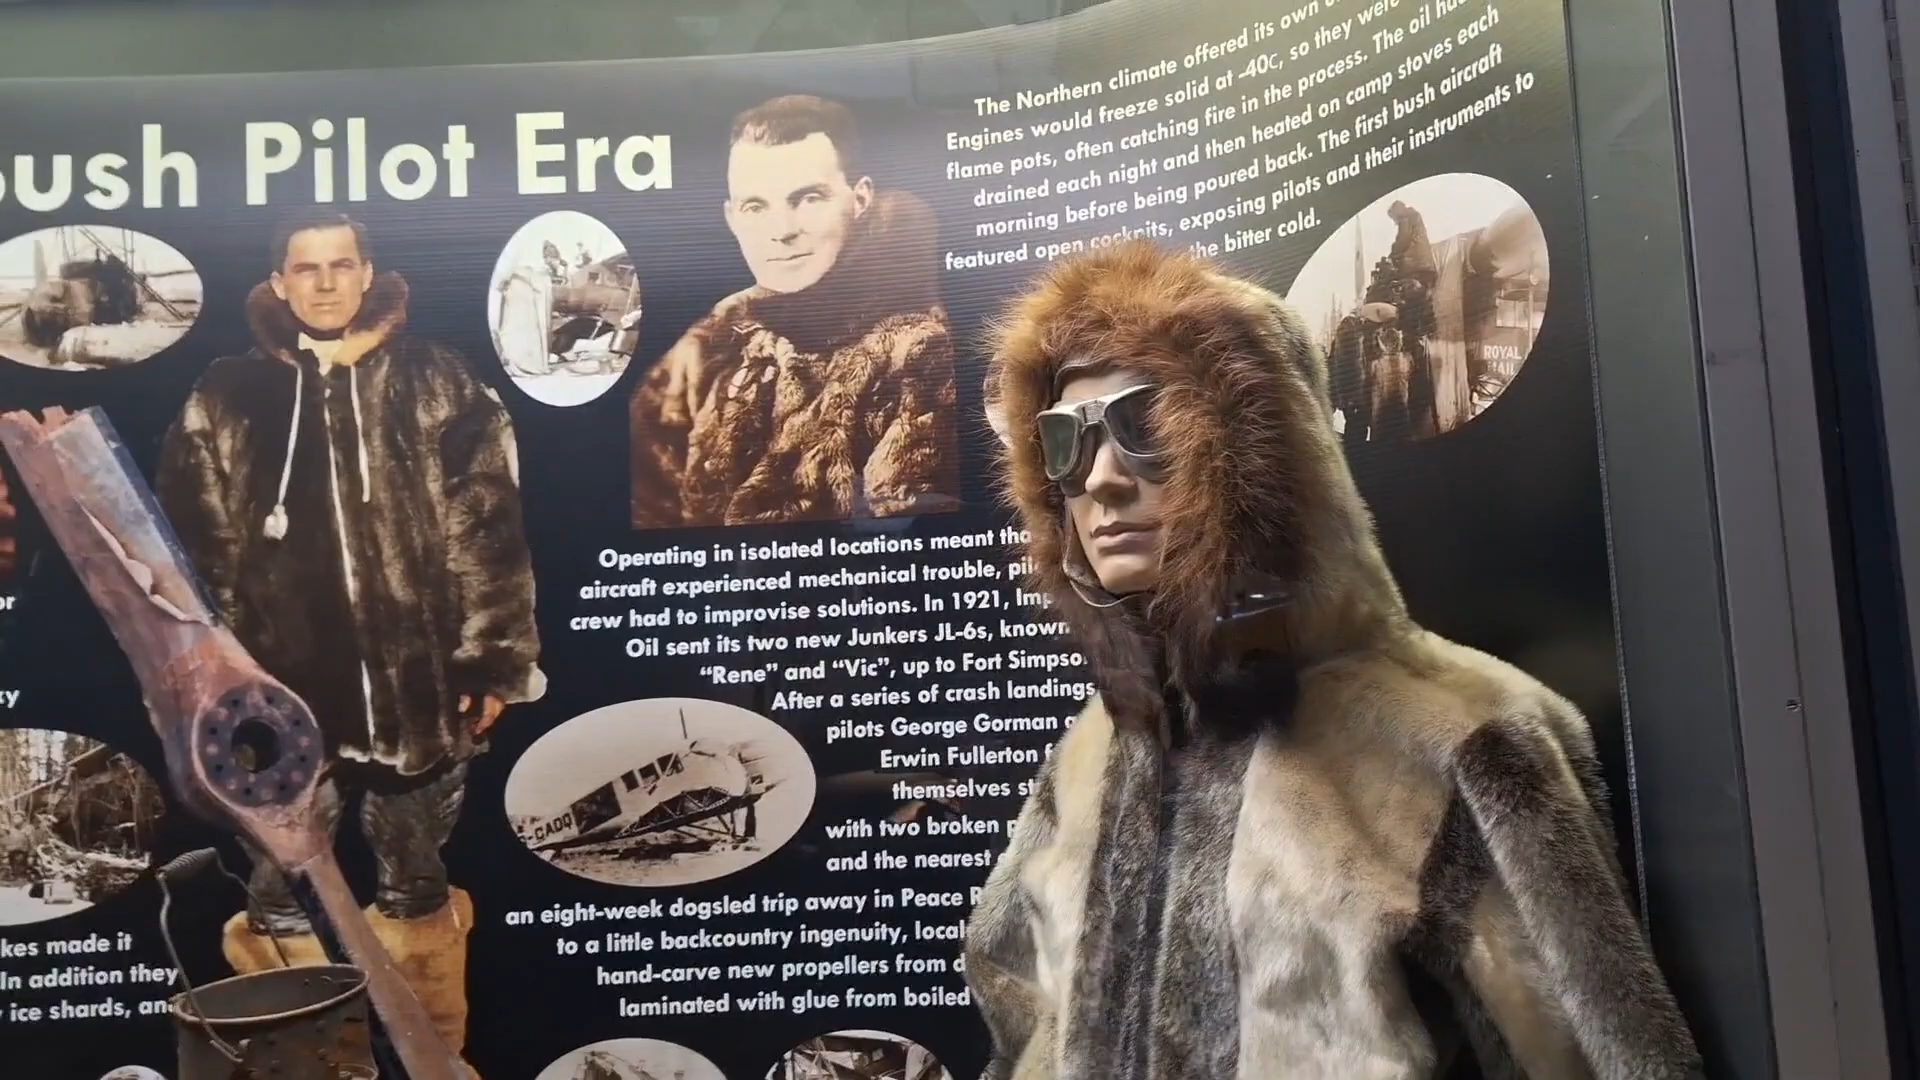 Bush Pilot Era
The Northern climate offered its own
Engines would freeze solid at -40C, so they were
flame pots, often catching fire in the process. The oil had
drained each night and then heated on camp stoves each
morning before being poured back. The first bush aircraft
featured open cockpits, exposing pilots and their instruments to
the bitter cold.
ROYAL
MAIL
Operating in isolated locations meant tha
aircraft experienced mechanical trouble, pil
crew had to improvise solutions. In 1921, Imp
Oil sent its two new Junkers JL-6s, known
“Rene” and “Vic”, up to Fort Simpso
After a series of crash landings
pilots George Gorman a
Erwin Fullerton f
themselves st
with two broken p
and the nearest
an eight-week dogsled trip away in Peace R
to a little backcountry ingenuity, local
hand-carve new propellers from d
laminated with glue from boiled
-CADQ
or
ky
kes made it
In addition they
ice shards, and